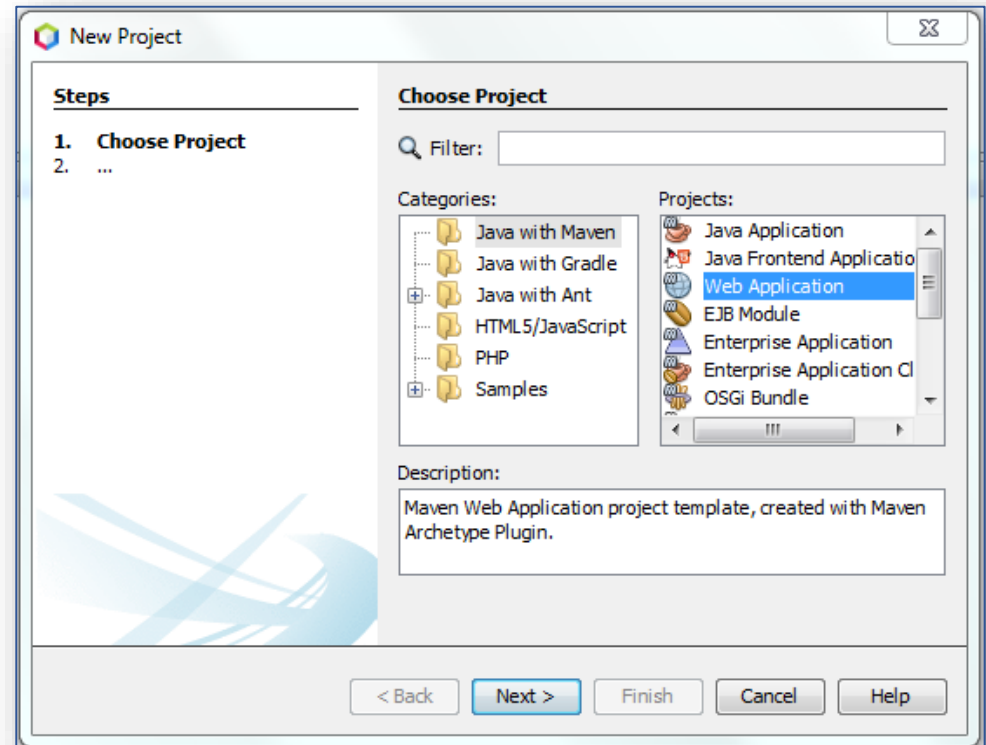 New Project
Steps
1. Choose Project
2. ...
Choose Project
Filter:
Categories:
Java with Maven
Java with Gradle
Java with Ant
HTML5/JavaScript
PHP
Samples
Projects:
Java Application
Java Frontend Applicatio
Web Application
EJB Module
Enterprise Application
Enterprise Application Cl
OSGi Bundle
Description:
Maven Web Application project template, created with Maven
Archetype Plugin.
< Back Next > Finish Cancel Help